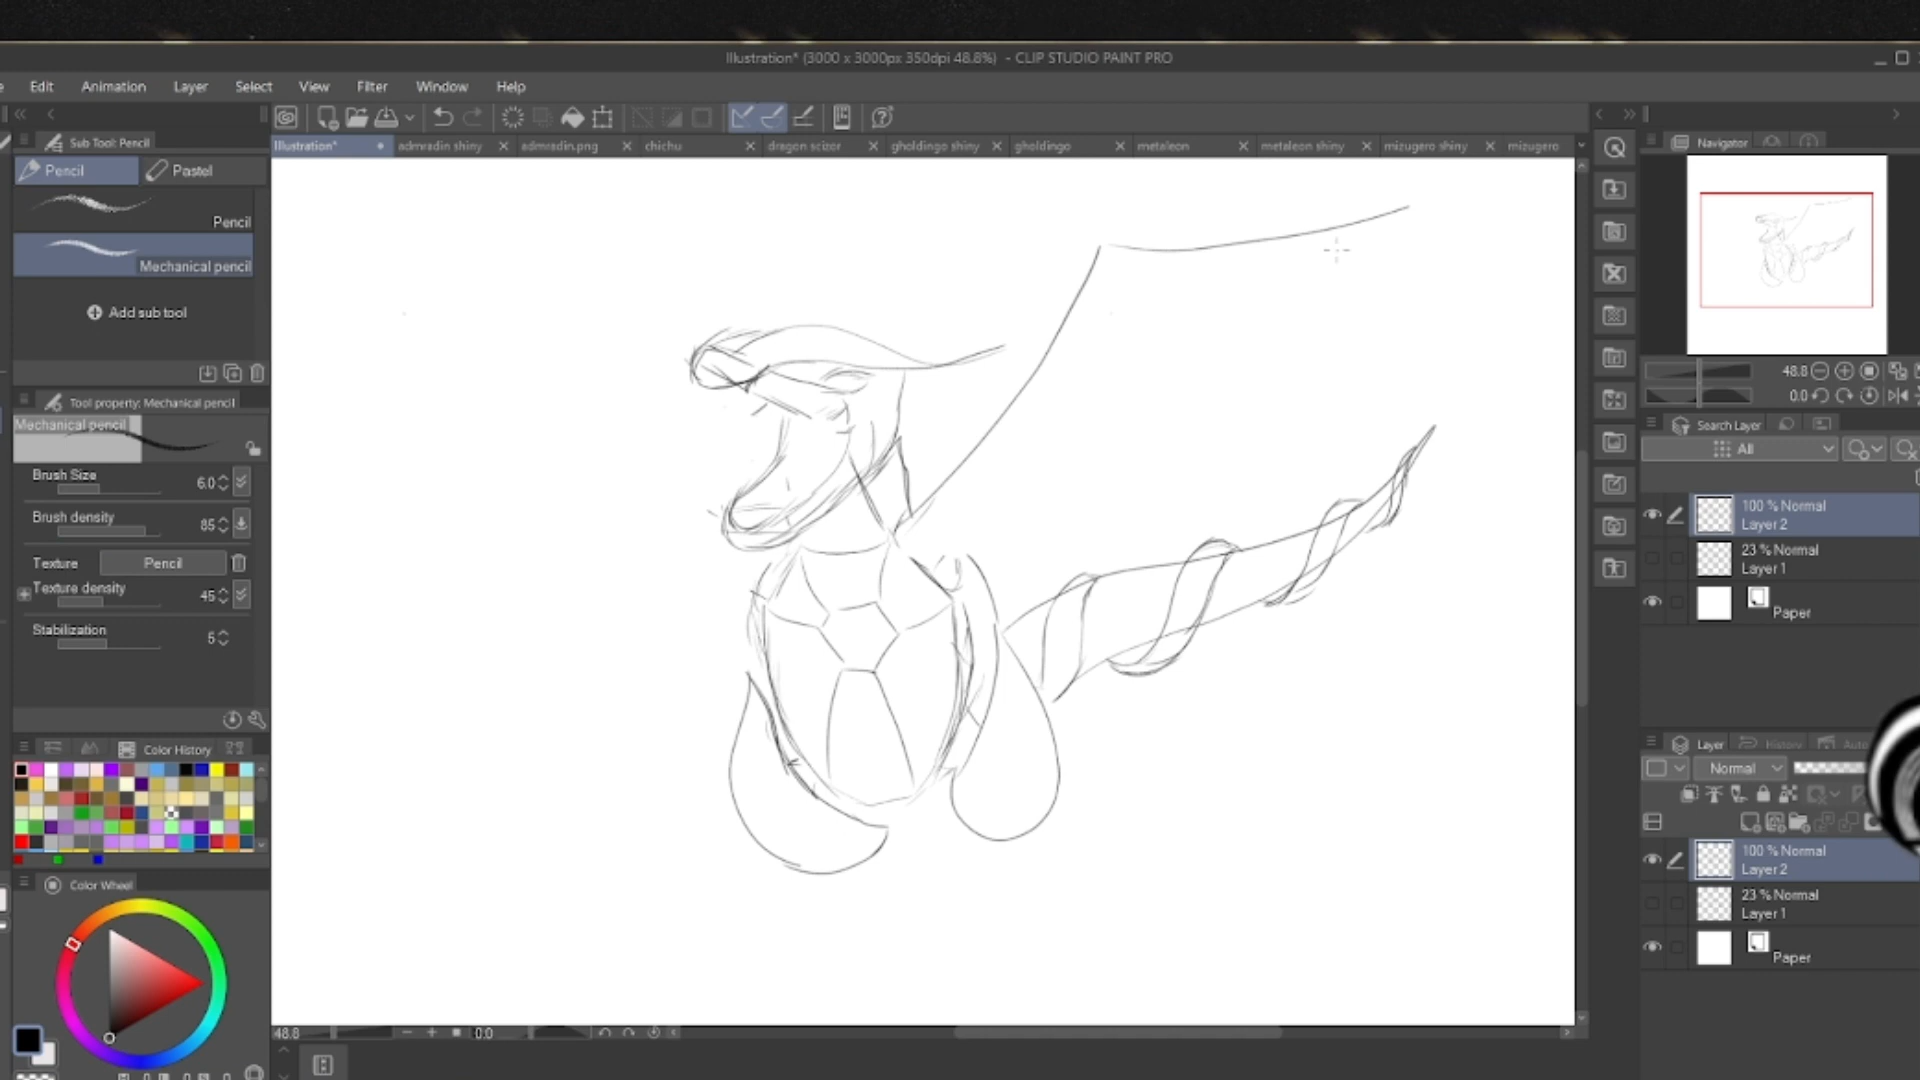 Illustration* (3000 x 3000px 350dpi 48.8%) - CLIP STUDIO PAINT PRO
Edit Animation Layer Select View Filter Window Help
Sub Tool: Pencil
Illustration* admradin shiny admradin.png chichu dragon scizor gholdingo shiny gholdingo metaleon metaleon shiny mizugero shiny mizugero
Navigator
Pencil Pastel
Pencil
Mechanical pencil
Add sub tool
48.8
0.0
Tool property: Mechanical pencil
Mechanical pencil
Search Layer
All
Brush Size 6.0
Brush density 85
Texture Pencil
Texture density 45
Stabilization 5
100 % Normal
Layer 2
23 % Normal
Layer 1
Paper
Color History
Layer History Auto
Normal
100 % Normal
Layer 2
23 % Normal
Layer 1
Paper
Color Wheel
48.8 0.0